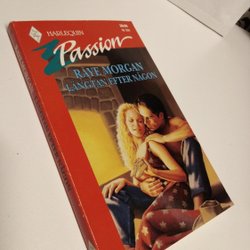 HARLEQUIN
Passion
RAYE MORGAN
LÄNGTAN EFTER NÅGON